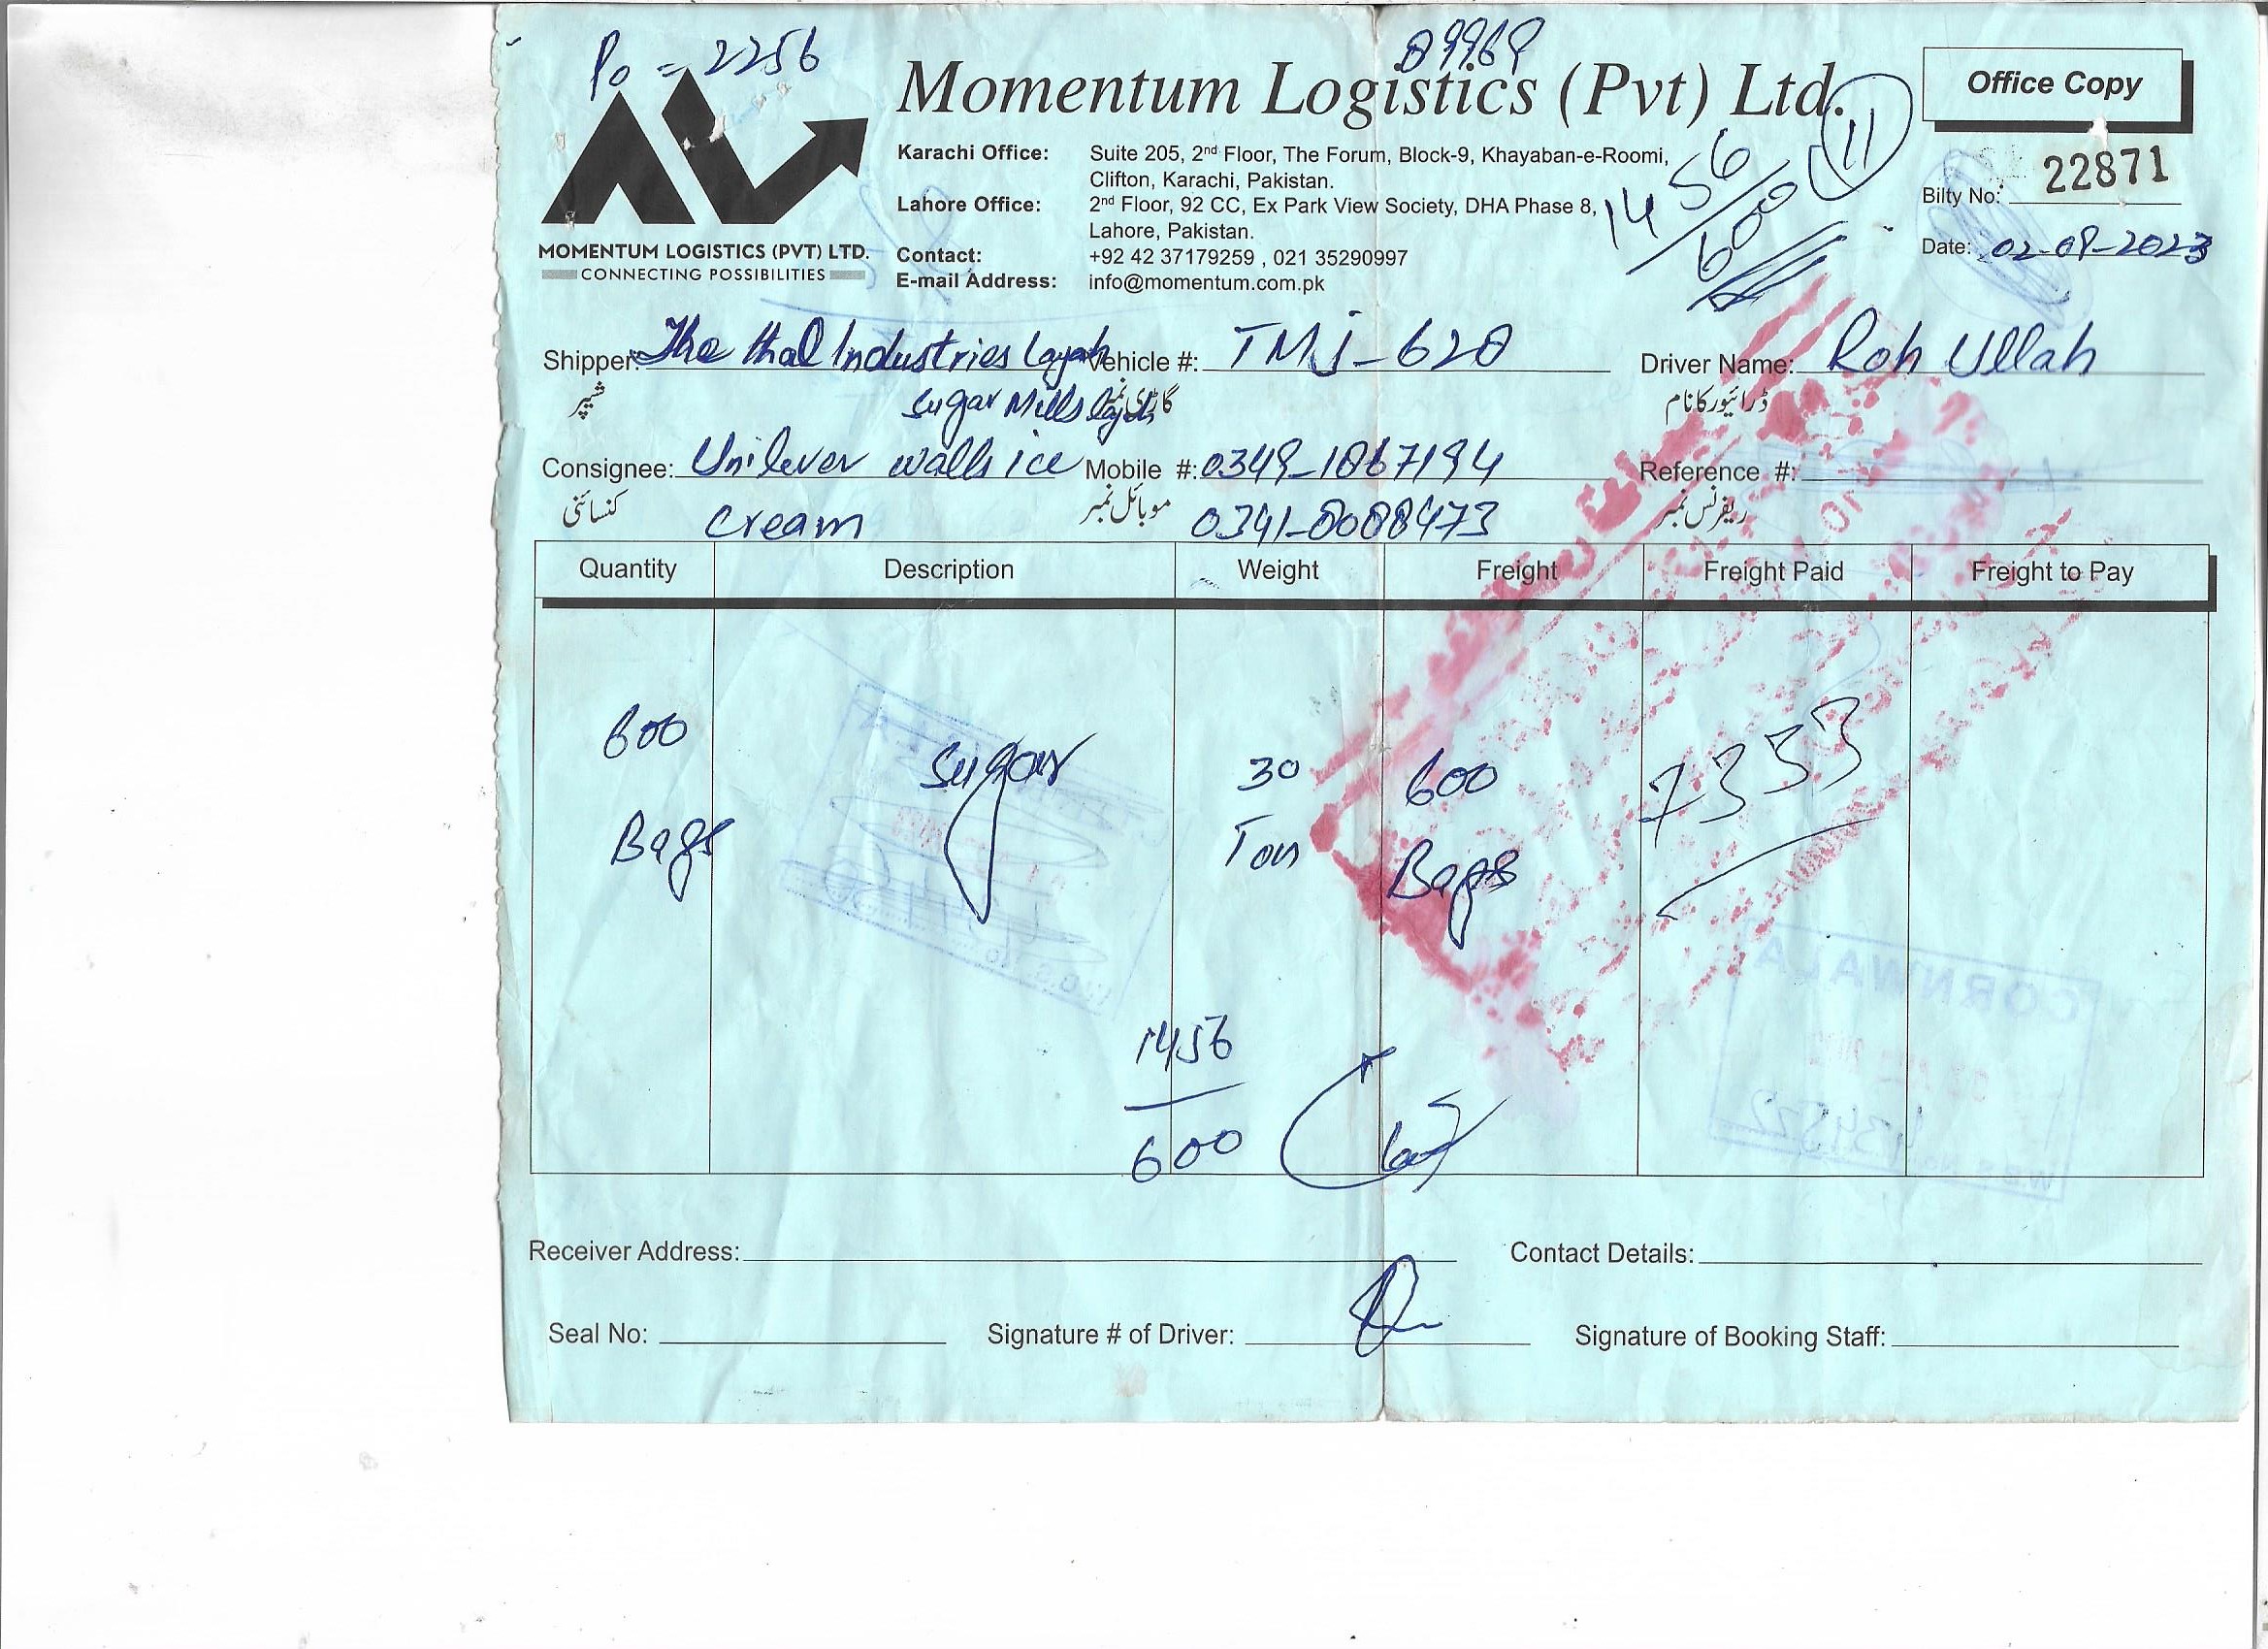 Po = 2256
09969
Momentum Logistics (Pvt) Ltd.
Office Copy
11
1456/600
Karachi Office: Suite 205, 2nd Floor, The Forum, Block-9, Khayaban-e-Roomi,
Clifton, Karachi, Pakistan.
Lahore Office: 2nd Floor, 92 CC, Ex Park View Society, DHA Phase 8,
Lahore, Pakistan.
Contact: +92 42 37179259 , 021 35290997
E-mail Address: info@momentum.com.pk
MOMENTUM LOGISTICS (PVT) LTD.
CONNECTING POSSIBILITIES
Bilty No: 22871
Date: 02-09-2023
Shipper: The thal Industries Layah Vehicle #: TMJ-620 Driver Name: Roh Ullah
شیپر Sugar Mills layah گاڑی نمبر ڈرائیور کا نام
Consignee: Unilever walls ice Mobile #: 0349-1067194 Reference #:
کنسائنی cream موبائل نمبر 0341-8088473 ریفرنس نمبر
Quantity Description Weight Freight Freight Paid Freight to Pay
600 Bags Sugar 30 Ton 600 Bags 7353
CORNWALA
1456
600
Receiver Address: Contact Details:
Seal No: Signature # of Driver: Signature of Booking Staff: